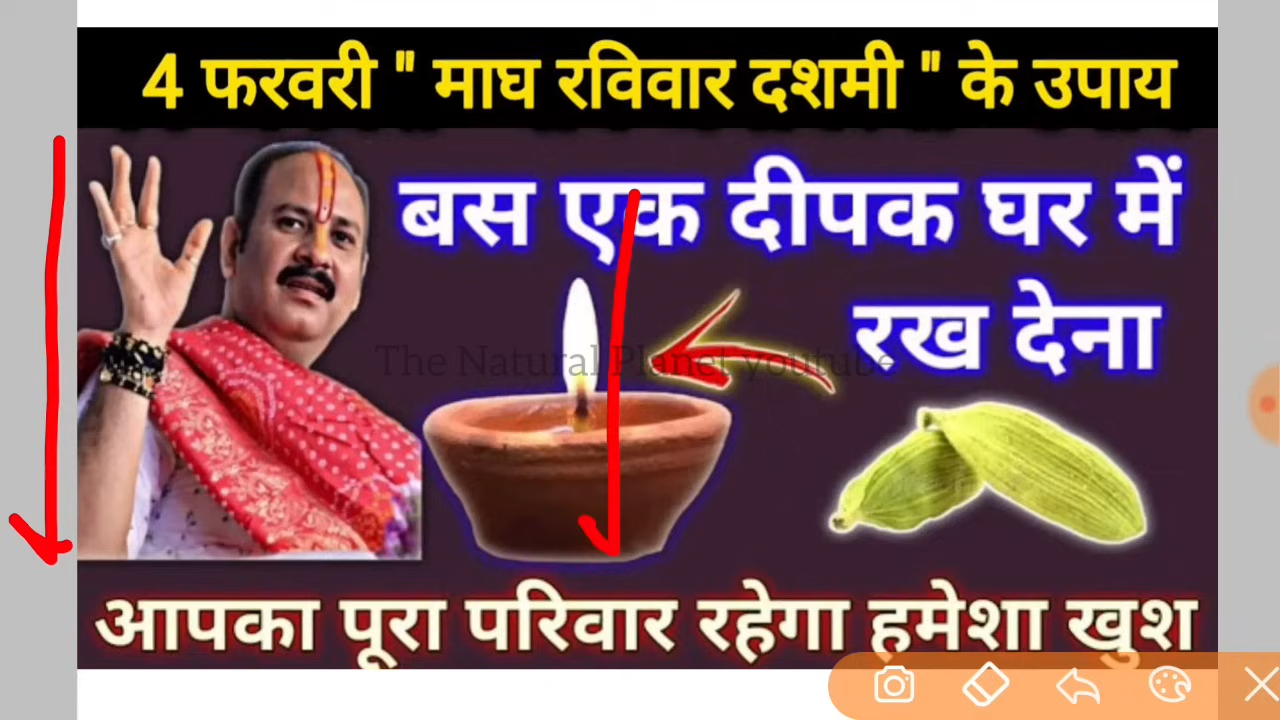 4 फरवरी " माघ रविवार दशमी " के उपाय
बस एक दीपक घर में
रख देना
The Natural Planet youtube
आपका पूरा परिवार रहेगा हमेशा खुश